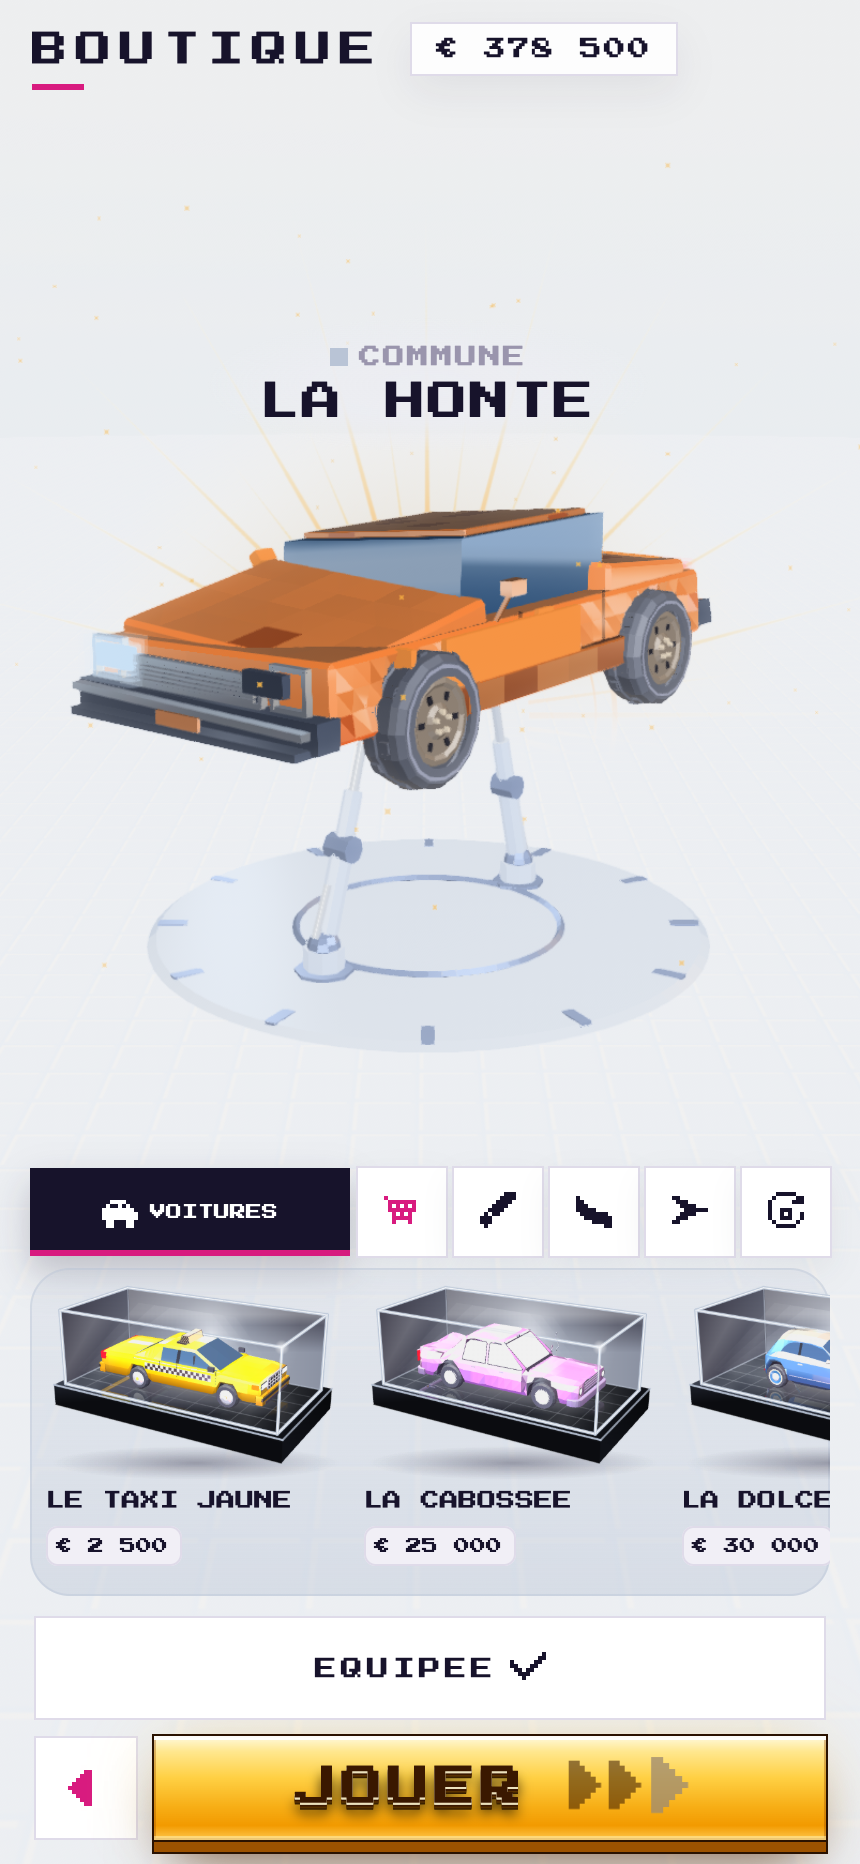 BOUTIQUE
€ 378 500
COMMUNE
LA HONTE
VOITURES
LE TAXI JAUNE
€ 2 500
LA CABOSSEE
€ 25 000
LA DOLCE
€ 30 000
EQUIPEE
JOUER